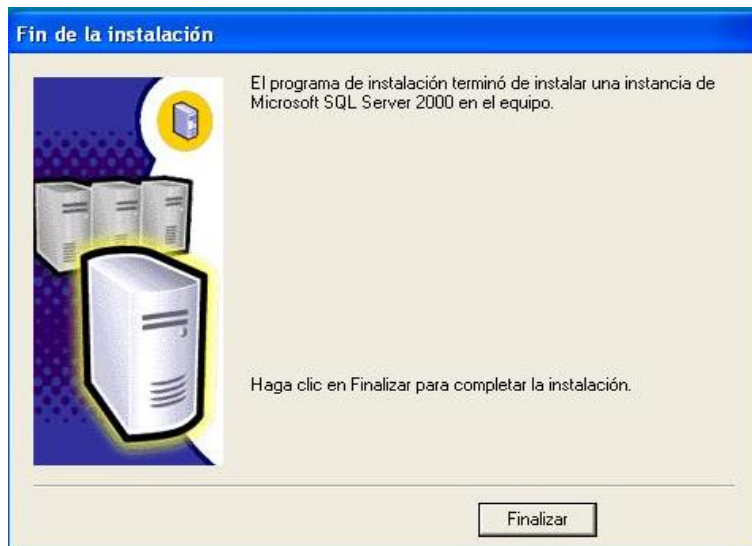 Fin de la instalación
El programa de instalación terminó de instalar una instancia de
Microsoft SQL Server 2000 en el equipo.
Haga clic en Finalizar para completar la instalación.
Finalizar